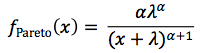 f_Pareto(x) = αλ^α / (x + λ)^(α+1)